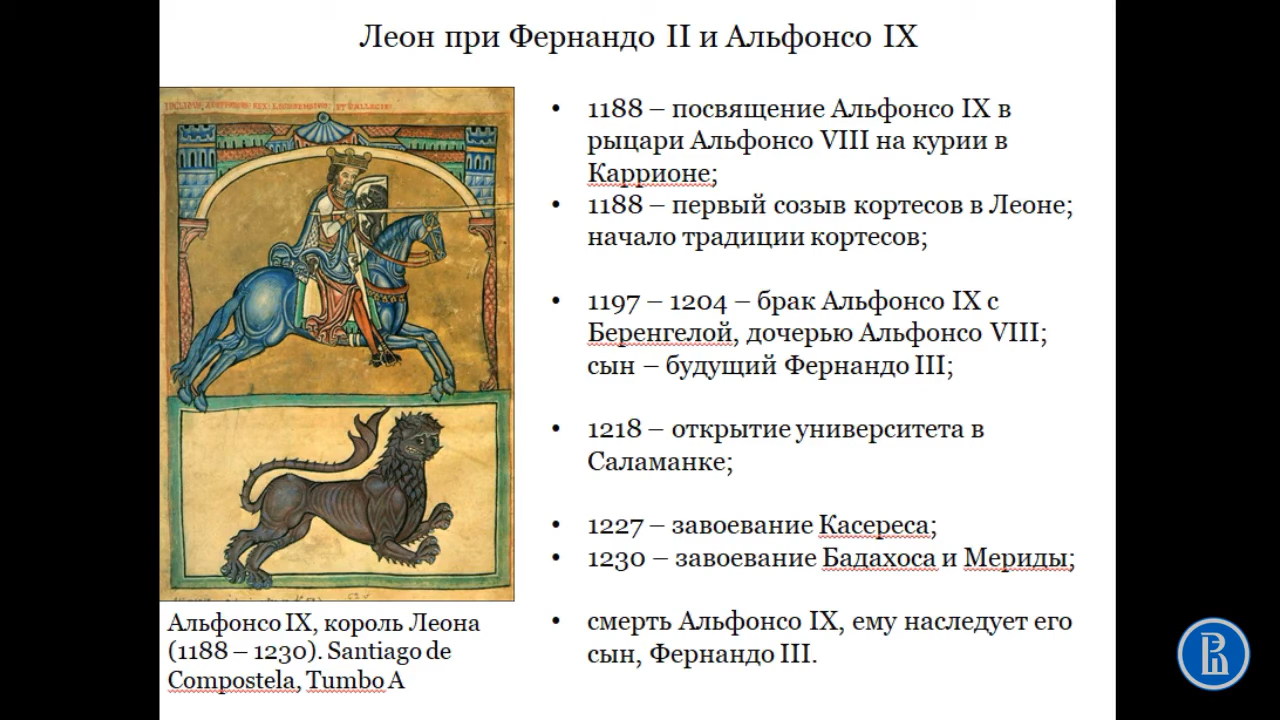 Леон при Фернандо II и Альфонсо IX
• 1188 – посвящение Альфонсо IX в
рыцари Альфонсо VIII на курии в
Каррионе;
• 1188 – первый созыв кортесов в Леоне;
начало традиции кортесов;
• 1197 – 1204 – брак Альфонсо IX с
Беренгелой, дочерью Альфонсо VIII;
сын – будущий Фернандо III;
• 1218 – открытие университета в
Саламанке;
• 1227 – завоевание Касереса;
• 1230 – завоевание Бадахоса и Мериды;
• смерть Альфонсо IX, ему наследует его
сын, Фернандо III.
Альфонсо IX, король Леона
(1188 – 1230). Santiago de
Compostela, Tumbo A